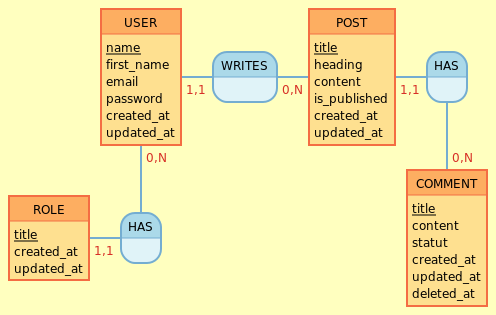 USER
name
first_name
email
password
created_at
updated_at
1,1
WRITES
0,N
POST
title
heading
content
is_published
created_at
updated_at
1,1
HAS
0,N
0,N
ROLE
title
created_at
updated_at
1,1
HAS
COMMENT
title
content
statut
created_at
updated_at
deleted_at